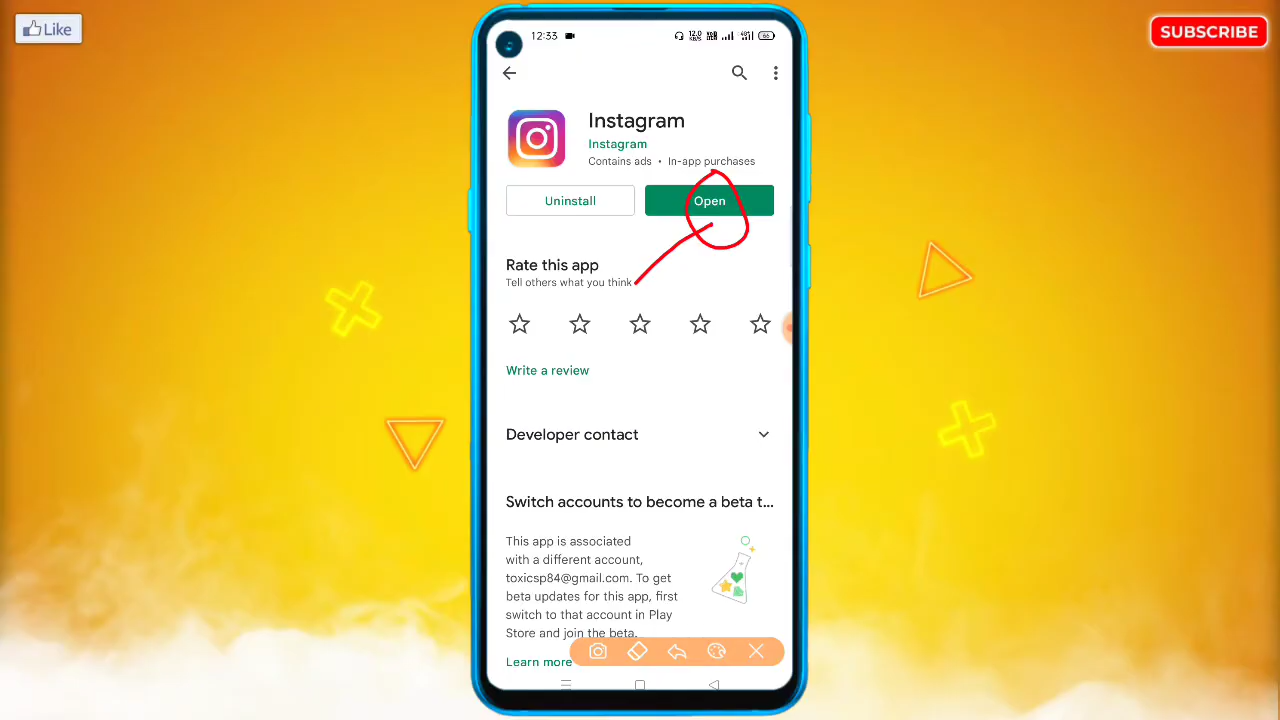 Like
SUBSCRIBE
12:33
Instagram
Instagram
Contains ads • In-app purchases
Uninstall
Open
Rate this app
Tell others what you think
Write a review
Developer contact
Switch accounts to become a beta t...
This app is associated
with a different account,
toxicsp84@gmail.com. To get
beta updates for this app, first
switch to that account in Play
Store and join the beta.
Learn more